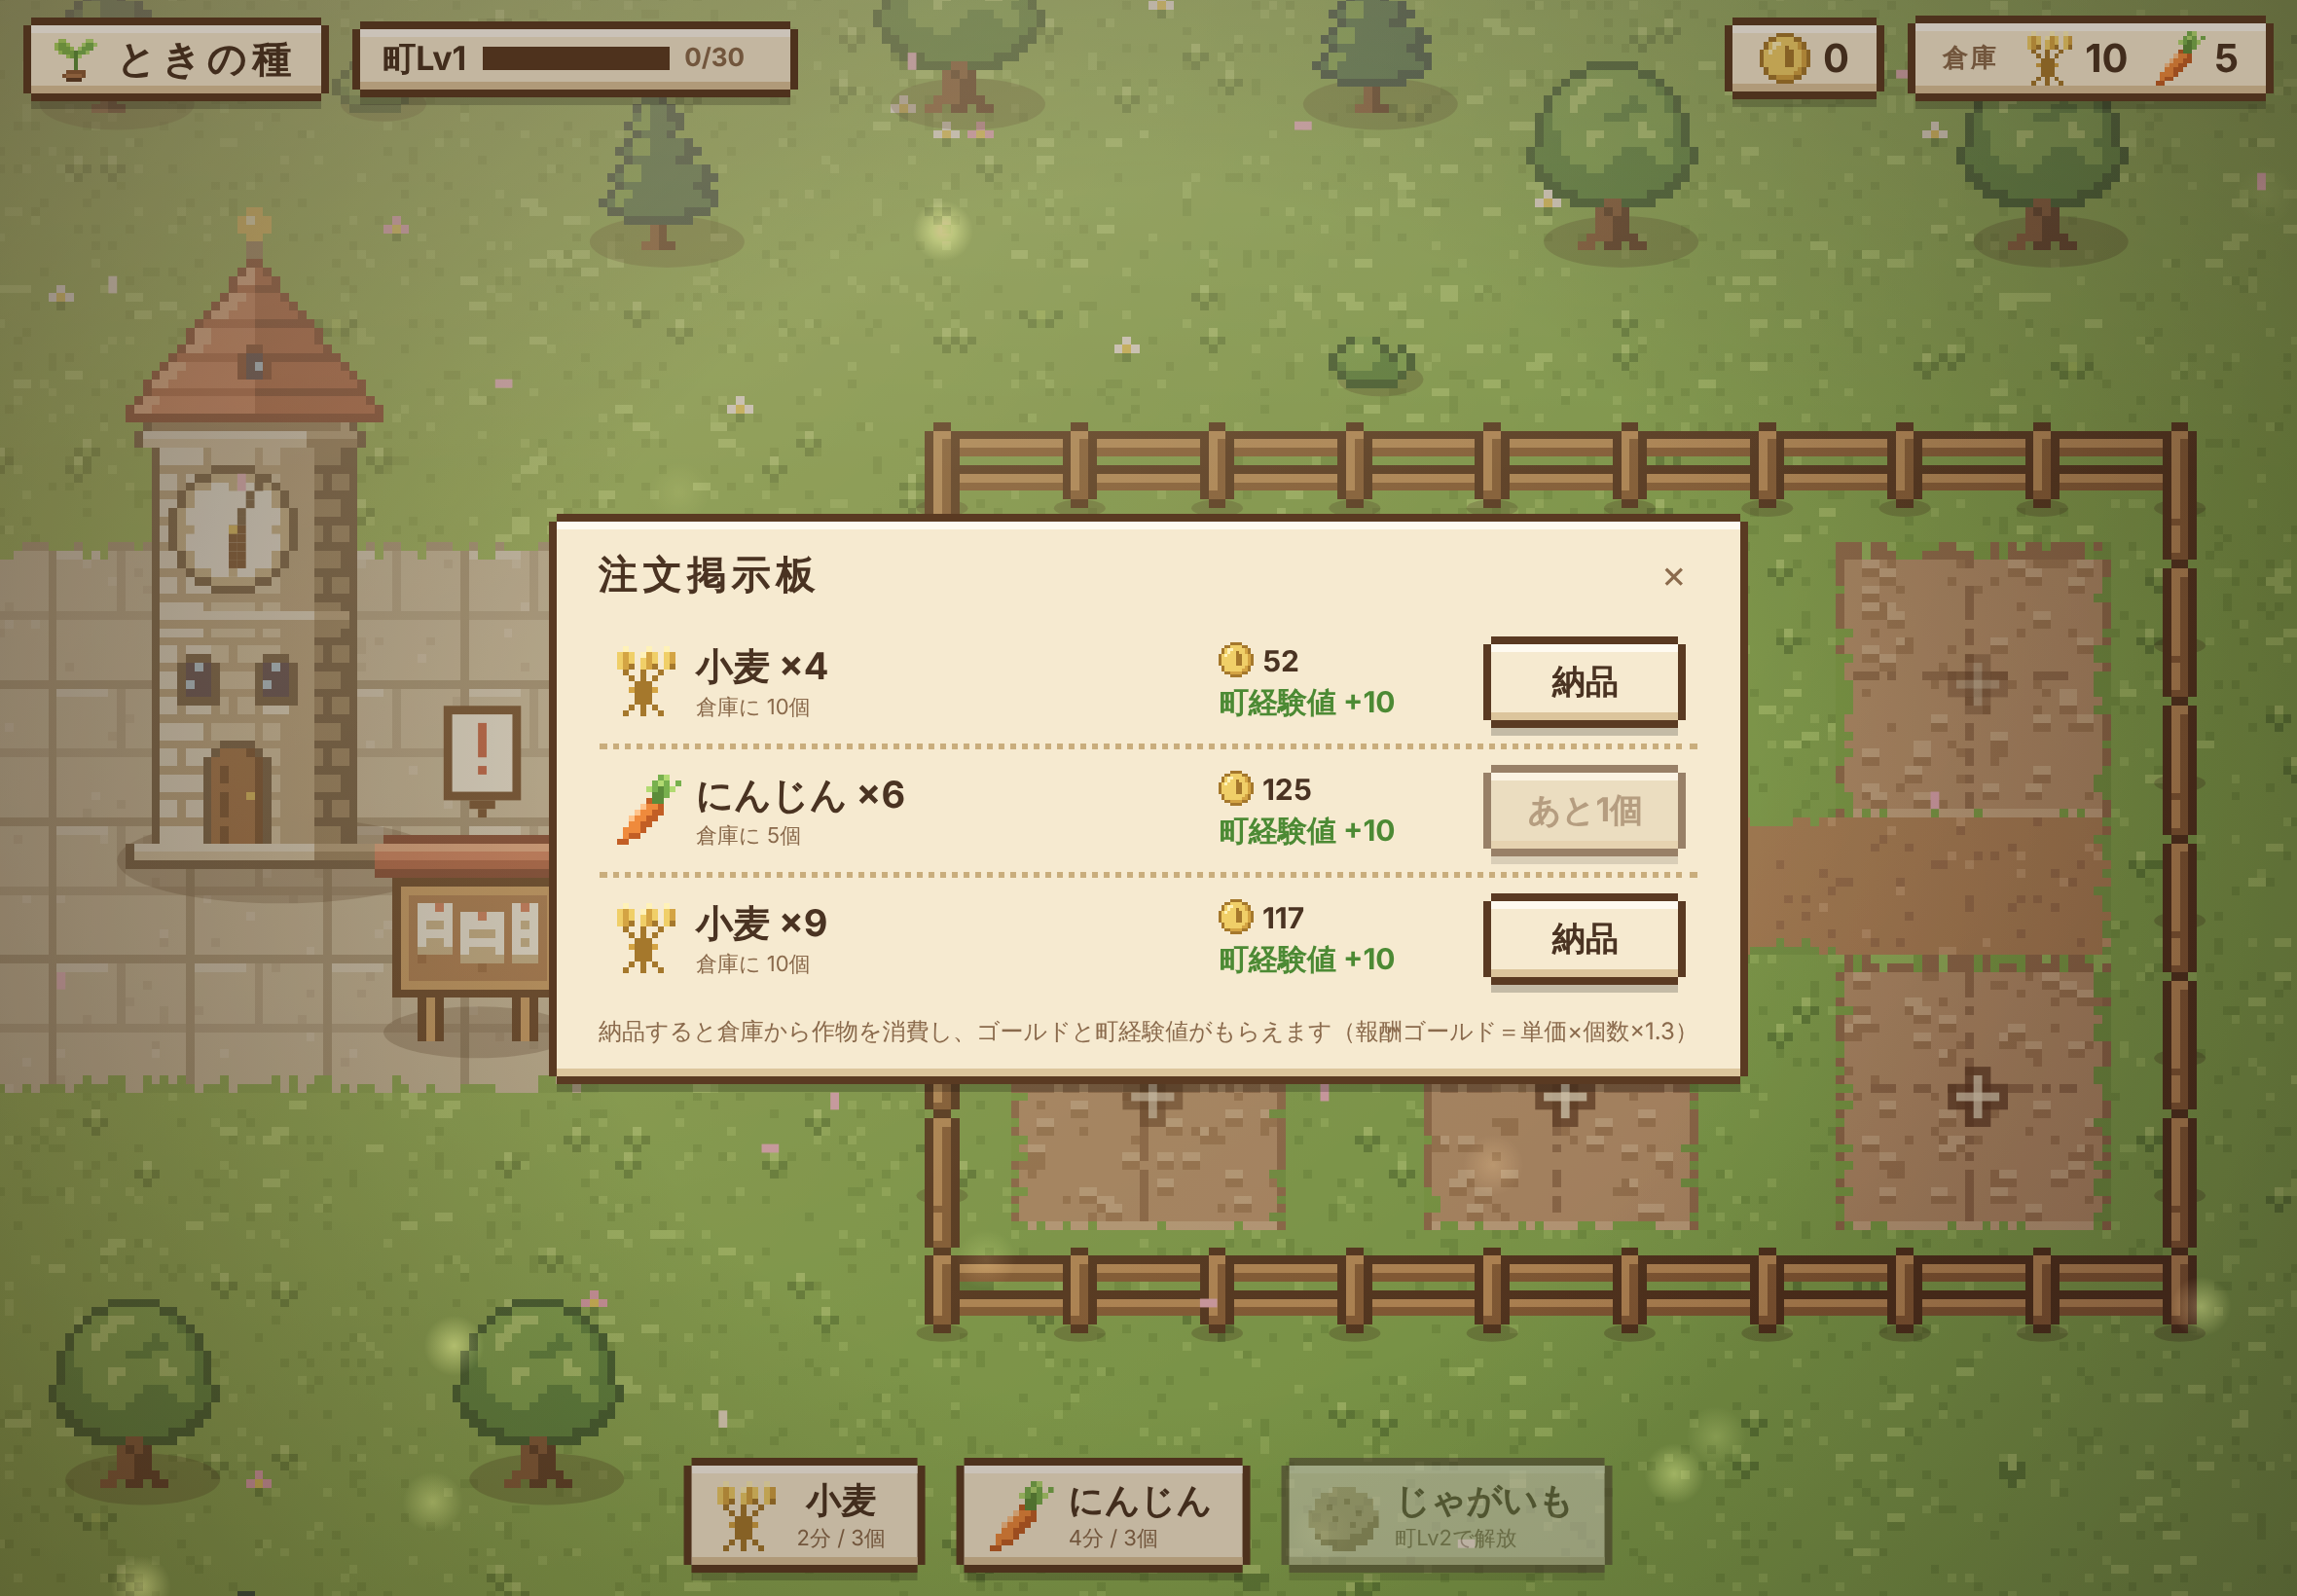 ときの種
町Lv1 0/30
0
倉庫 10 5
!
注文掲示板
×
小麦 ×4
倉庫に 10個
52
町経験値 +10
納品
にんじん ×6
倉庫に 5個
125
町経験値 +10
あと1個
小麦 ×9
倉庫に 10個
117
町経験値 +10
納品
納品すると倉庫から作物を消費し、ゴールドと町経験値がもらえます（報酬ゴールド＝単価×個数×1.3）
小麦
2分 / 3個
にんじん
4分 / 3個
じゃがいも
町Lv2で解放